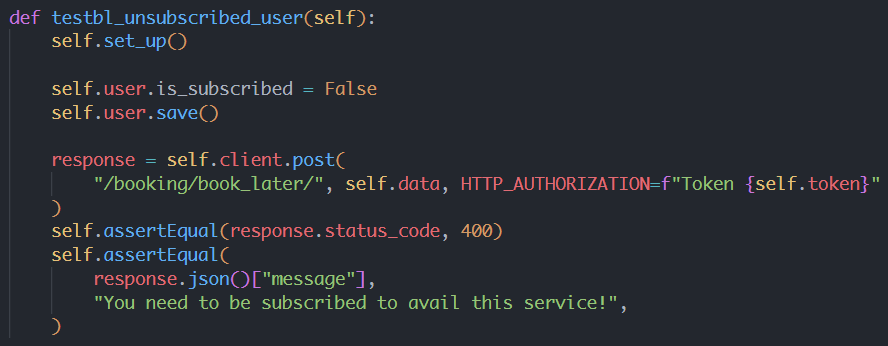 def testbl_unsubscribed_user(self):
    self.set_up()

    self.user.is_subscribed = False
    self.user.save()

    response = self.client.post(
        "/booking/book_later/", self.data, HTTP_AUTHORIZATION=f"Token {self.token}"
    )
    self.assertEqual(response.status_code, 400)
    self.assertEqual(
        response.json()["message"],
        "You need to be subscribed to avail this service!",
    )